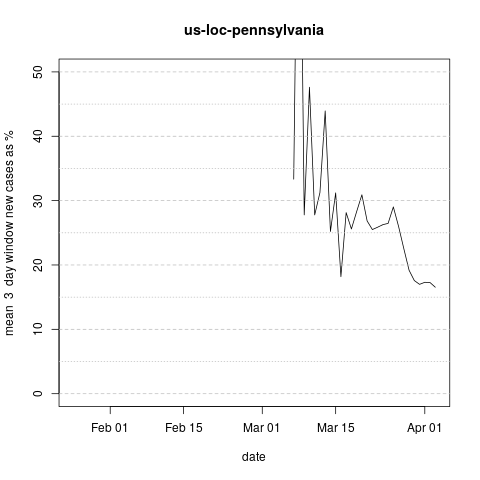 us-loc-pennsylvania
50
40
30
20
10
0
mean 3 day window new cases as %
Feb 01 Feb 15 Mar 01 Mar 15 Apr 01
date